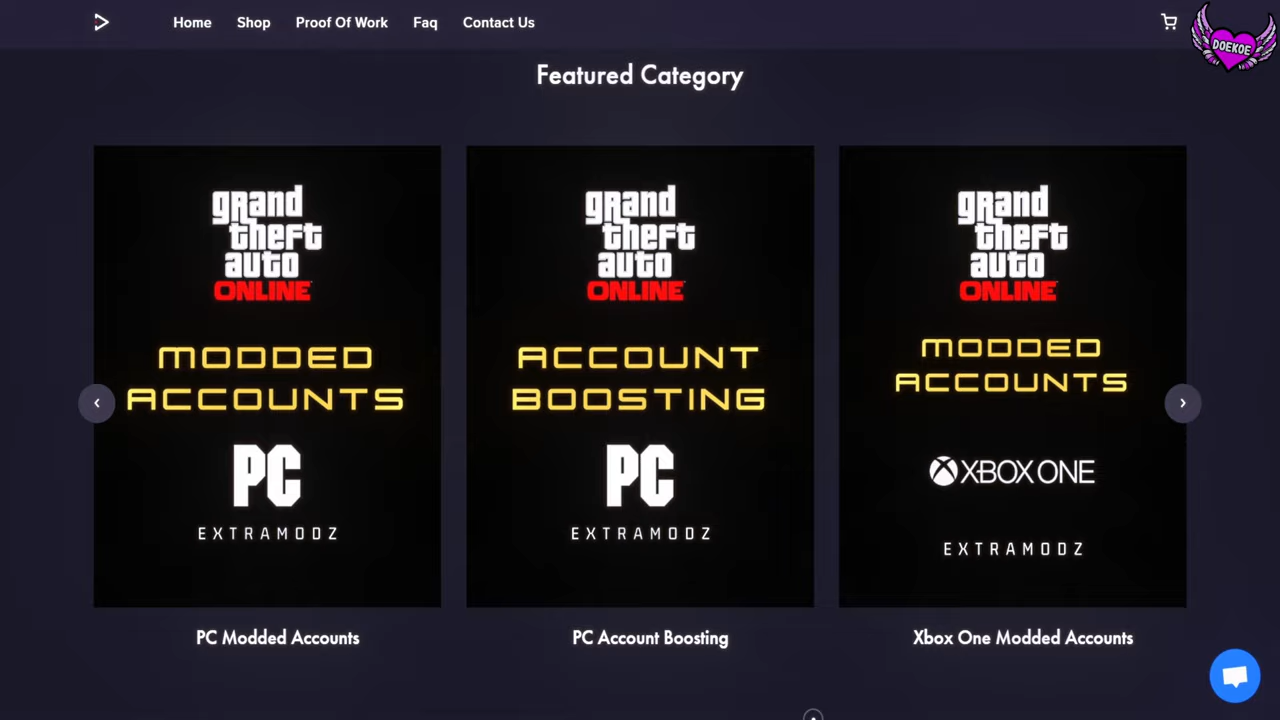 Home Shop Proof Of Work Faq Contact Us
DOEKOE
Featured Category
grand
theft
auto
ONLINE
MODDED
ACCOUNTS
PC
EXTRAMODZ
PC Modded Accounts
grand
theft
auto
ONLINE
ACCOUNT
BOOSTING
PC
EXTRAMODZ
PC Account Boosting
grand
theft
auto
ONLINE
MODDED
ACCOUNTS
XBOX ONE
EXTRAMODZ
Xbox One Modded Accounts